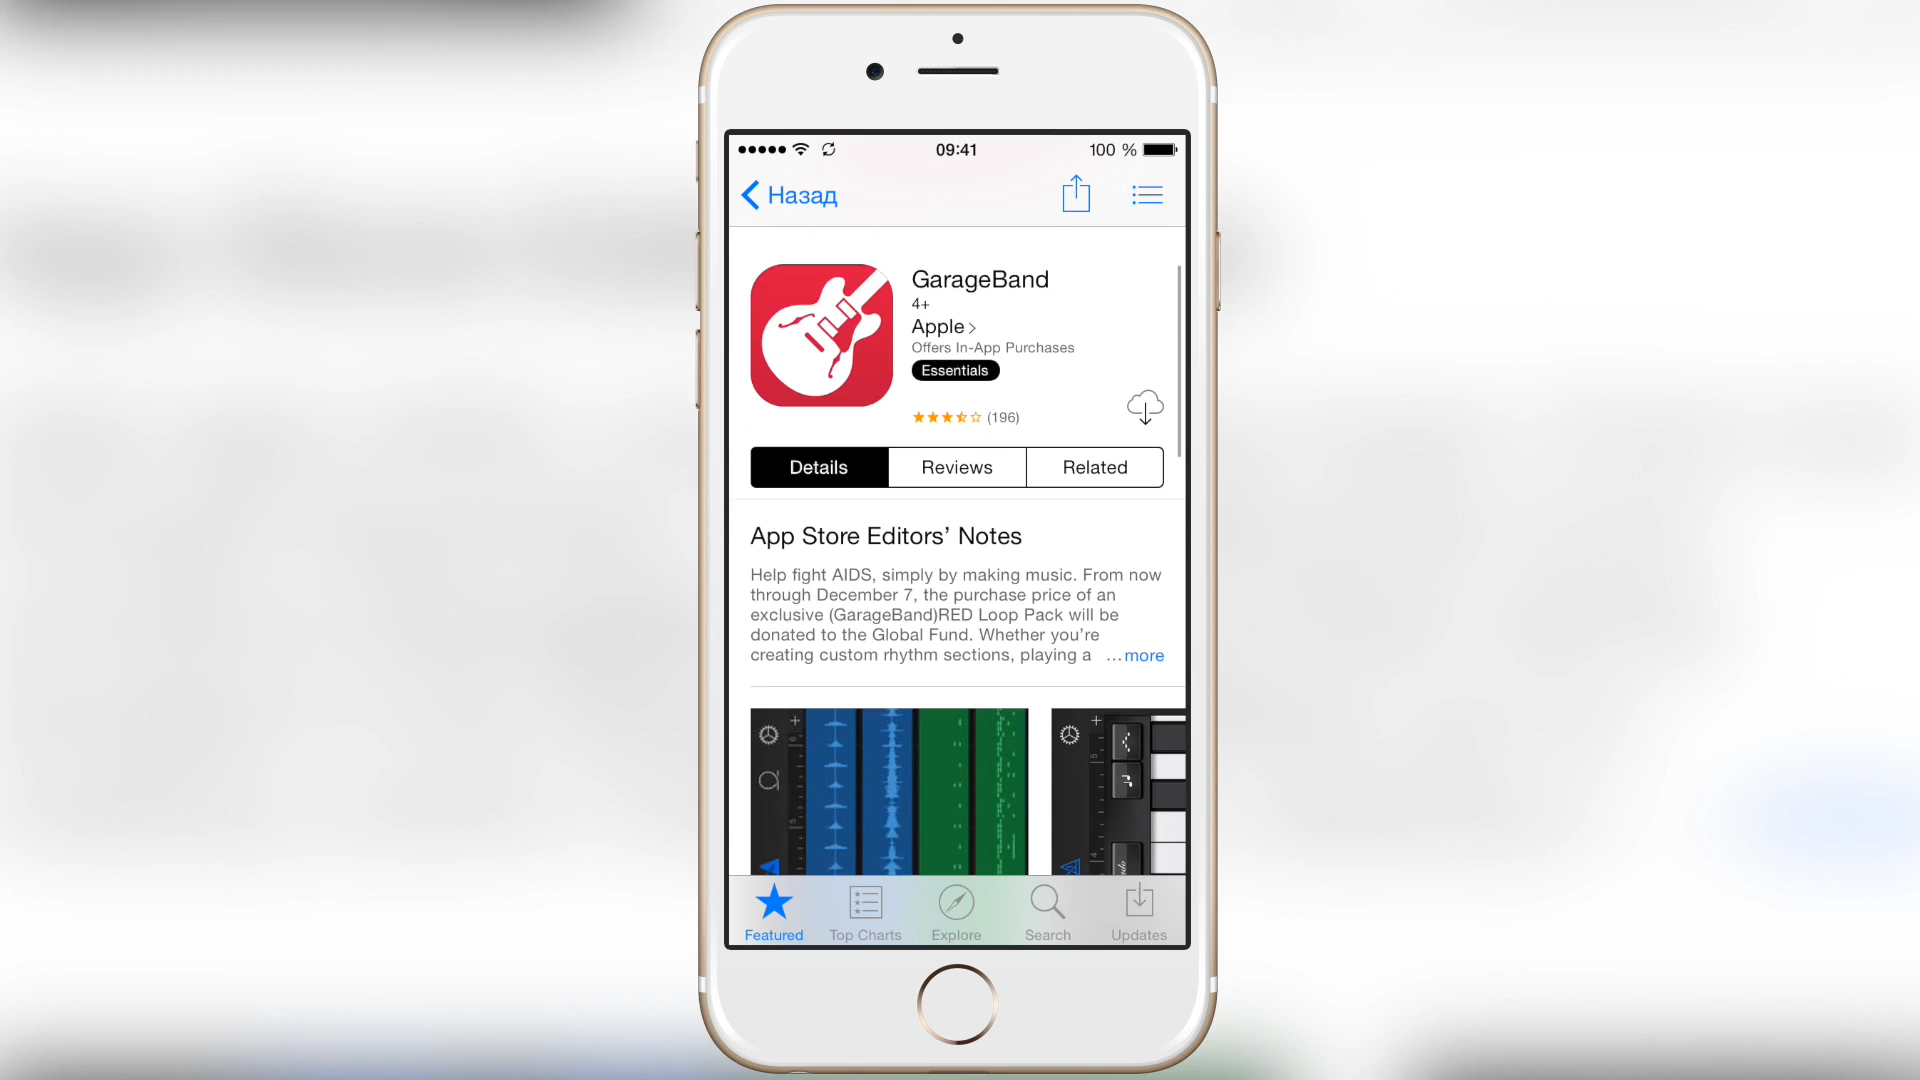 09:41
100 %
Назад
GarageBand
4+
Apple >
Offers In-App Purchases
Essentials
(196)
Details
Reviews
Related
App Store Editors’ Notes
Help fight AIDS, simply by making music. From now
through December 7, the purchase price of an
exclusive (GarageBand)RED Loop Pack will be
donated to the Global Fund. Whether you’re
creating custom rhythm sections, playing a ...more
Featured
Top Charts
Explore
Search
Updates